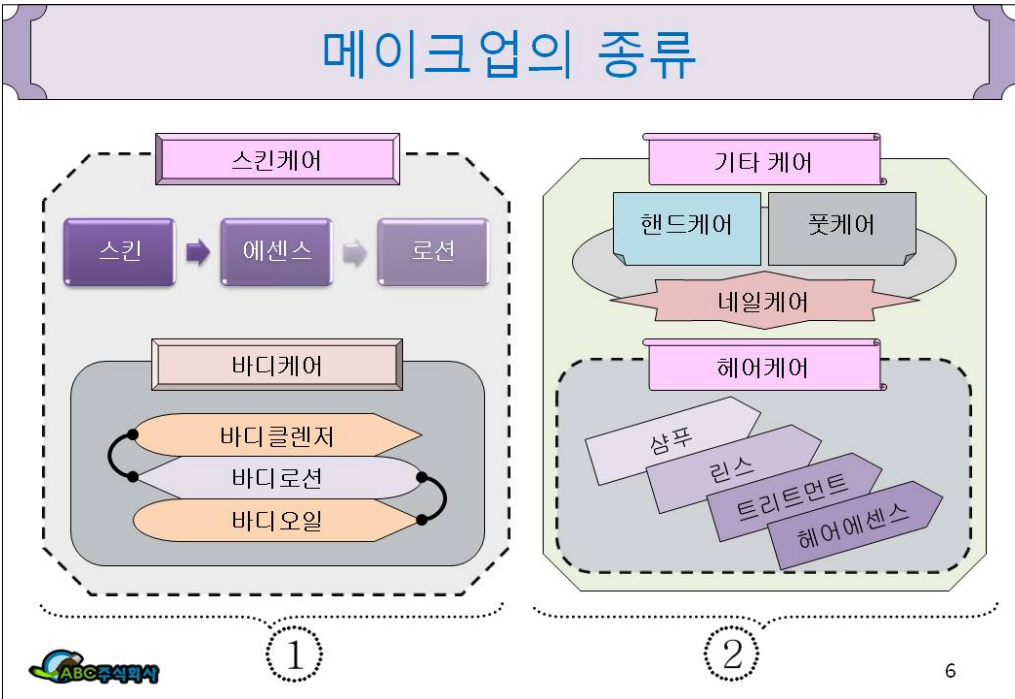 메이크업의 종류
스킨케어
스킨
에센스
로션
바디케어
바디클렌저
바디로션
바디오일
기타 케어
핸드케어
풋케어
네일케어
헤어케어
샴푸
린스
트리트먼트
헤어에센스
1
2
ABC주식회사
6